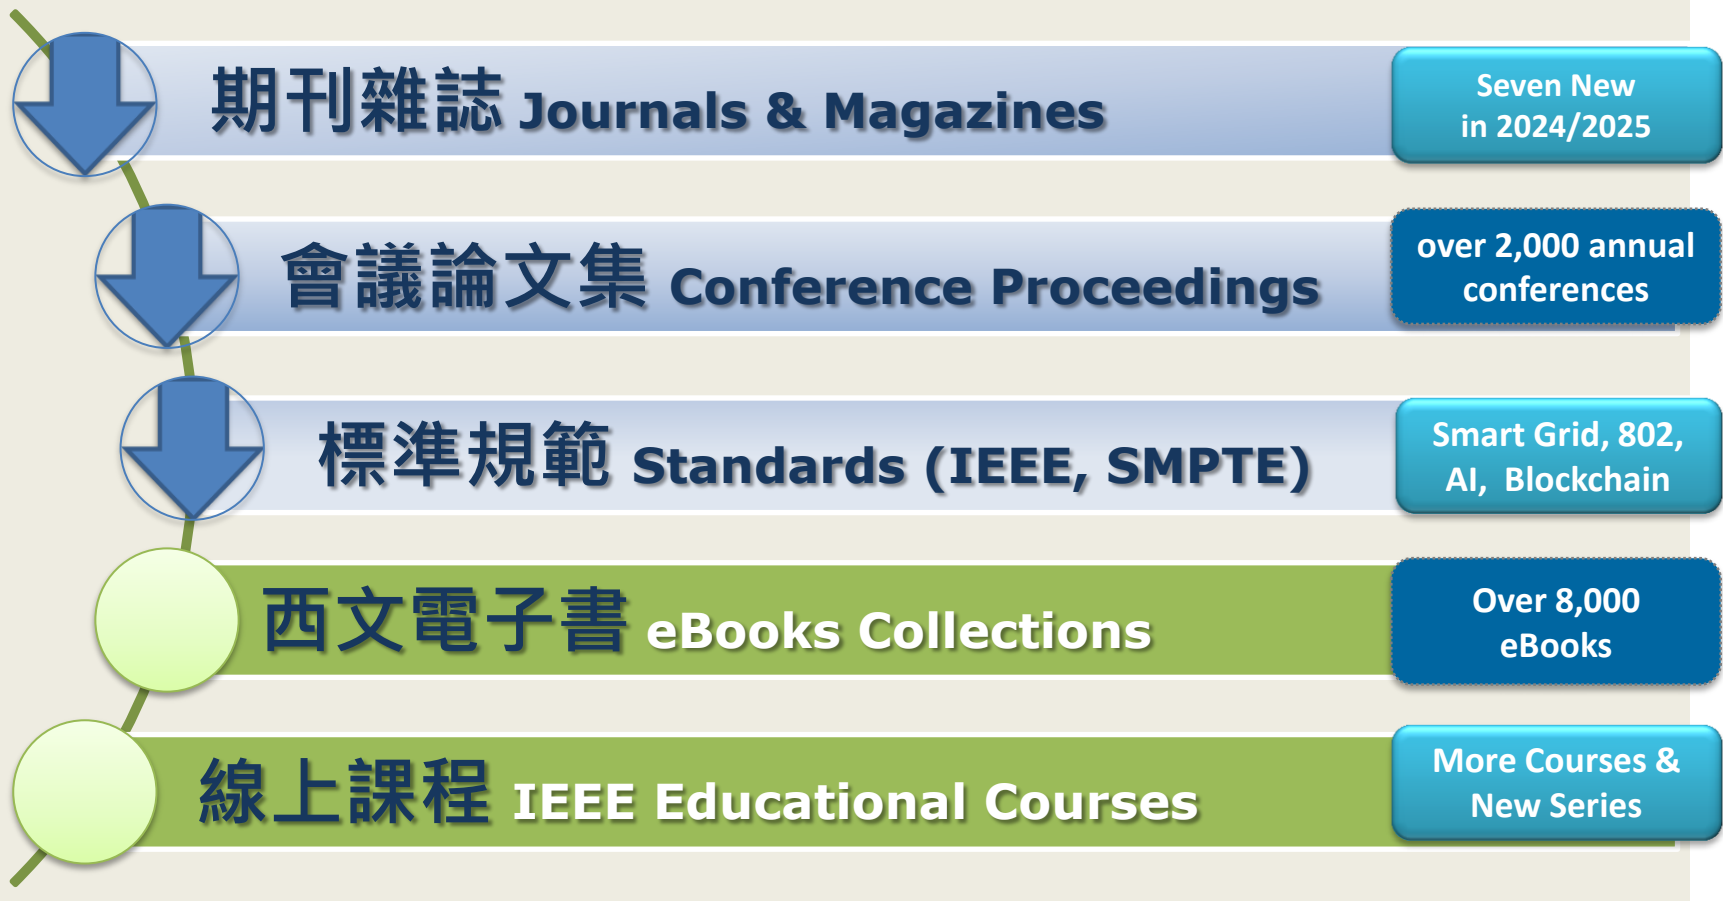 期刊雜誌 Journals & Magazines
Seven New
in 2024/2025
會議論文集 Conference Proceedings
over 2,000 annual
conferences
標準規範 Standards (IEEE, SMPTE)
Smart Grid, 802,
AI, Blockchain
西文電子書 eBooks Collections
Over 8,000
eBooks
線上課程 IEEE Educational Courses
More Courses &
New Series